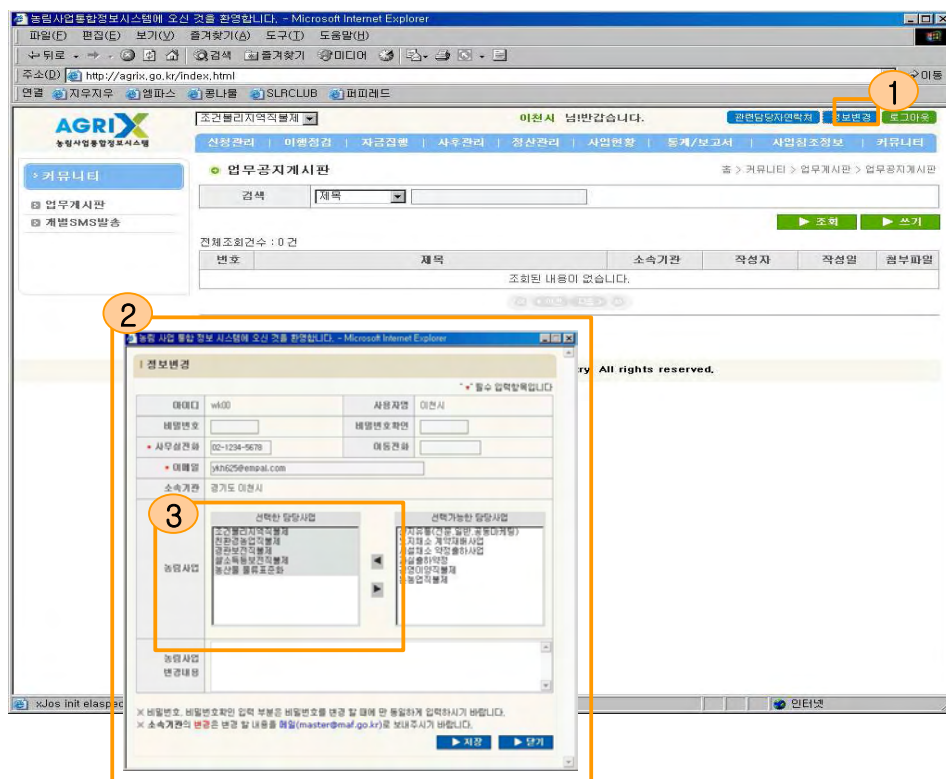 농림사업통합정보시스템에 오신 것을 환영합니다. - Microsoft Internet Explorer
파일(F) 편집(E) 보기(V) 즐겨찾기(A) 도구(T) 도움말(H)
뒤로 검색 즐겨찾기 미디어
주소(D) http://agrix.go.kr/index.html 이동
연결 지우지우 엠파스 콩나물 SLRCLUB 퍼피레드
1
AGRIX
농림사업통합정보시스템
조건불리지역직불제 이천시 님!반갑습니다. 관련담당자연락처 정보변경 로그아웃
신청관리 | 이행점검 | 자금집행 | 사후관리 | 정산관리 | 사업현황 | 통계/보고서 | 사업참조정보 | 커뮤니티
커뮤니티
업무게시판
개별SMS발송
업무공지게시판 홈 > 커뮤니티 > 업무게시판 > 업무공지게시판
검색 제목
▶ 조회 ▶ 쓰기
전체조회건수 : 0 건
번호 제목 소속기관 작성자 작성일 첨부파일
조회된 내용이 없습니다.
2
농림 사업 통합 정보 시스템에 오신 것을 환영합니다. - Microsoft Internet Explorer
ry All rights reserved.
정보변경
"*" 필수 입력항목입니다
아이디 wk00 사용자명 이천시
비밀번호 비밀번호확인
* 사무실전화 02-1234-5678 이동전화
* 이메일 ykh625@empal.com
소속기관 경기도 이천시
3
농림사업
선택한 담당사업 선택가능한 담당사업
조건불리지역직불제
친환경농업직불제
경관보전직불제
쌀소득등보전직불제
농산물 물류표준화
지유통(전문,일반,공동마케팅)
지채소 계약재배사업
설채소 약정출하사업
실출하약정
영이양직불제
농업직불제
농림사업
변경내용
※ 비밀번호, 비밀번호확인 입력 부분은 비밀번호를 변경 할 때에 만 동일하게 입력하시기 바랍니다.
※ 소속기관의 변경은 변경 할 내용을 메일(master@maf.go.kr)로 보내주시기 바랍니다.
▶ 저장 ▶ 닫기
xJos init elasped
인터넷